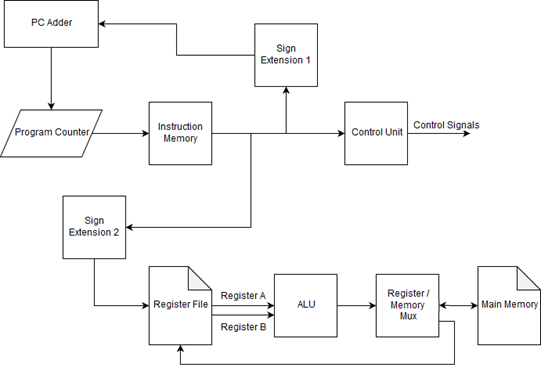 PC Adder
Sign
Extension 1
Program Counter
Instruction
Memory
Control Unit
Control Signals
Sign
Extension 2
Register File
Register A
Register B
ALU
Register /
Memory
Mux
Main Memory